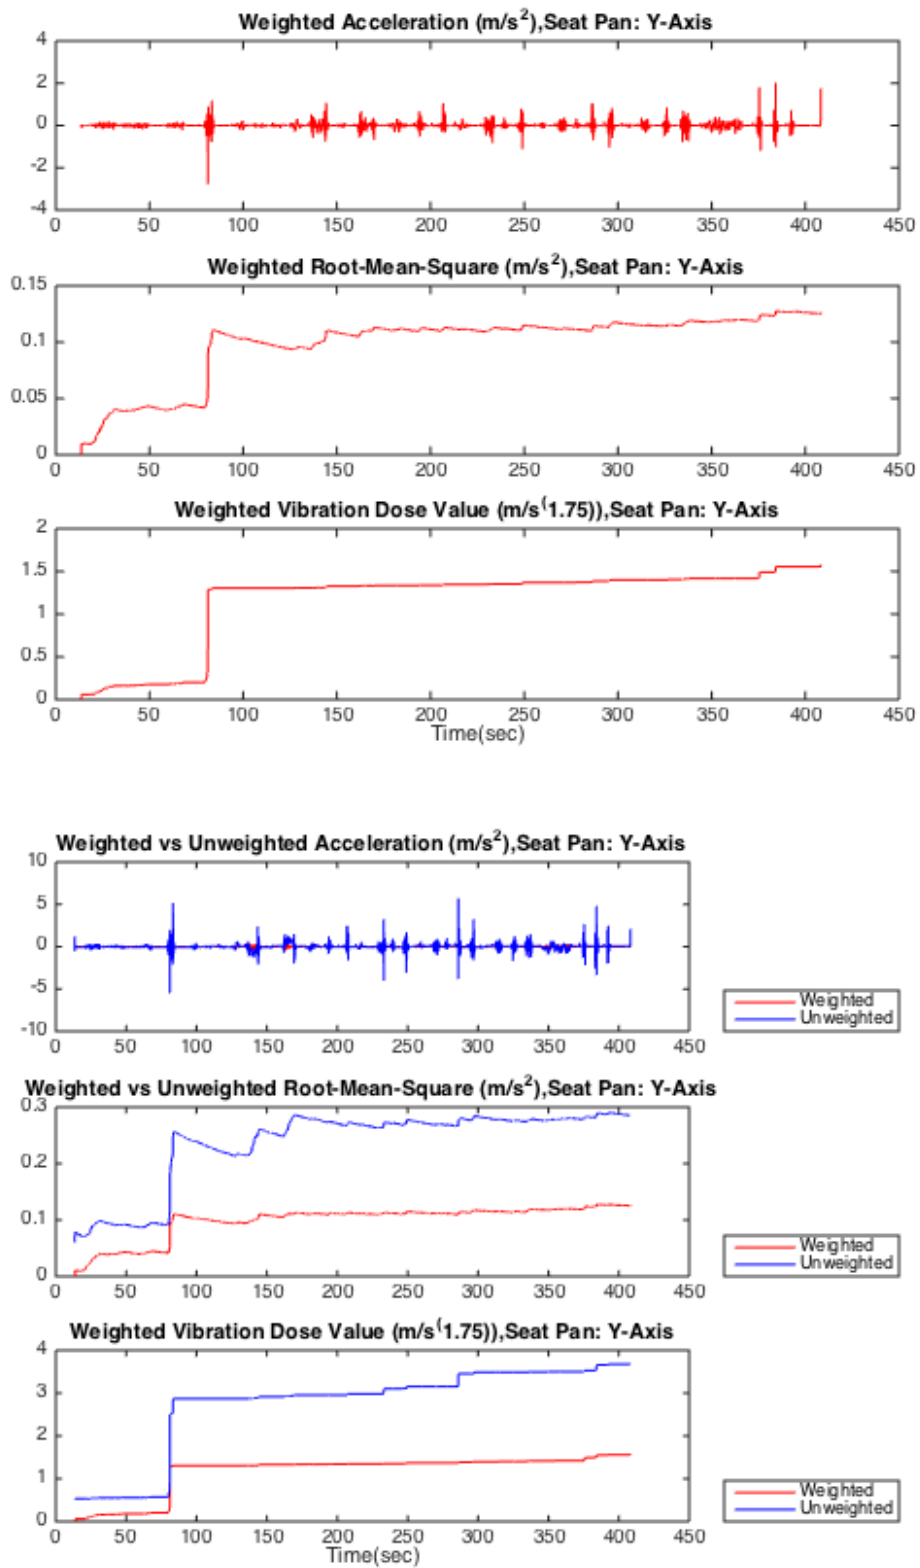 Weighted Acceleration (m/s²),Seat Pan: Y-Axis
4
2
0
-2
-4
0 50 100 150 200 250 300 350 400 450
Weighted Root-Mean-Square (m/s²),Seat Pan: Y-Axis
0.15
0.1
0.05
0
0 50 100 150 200 250 300 350 400 450
Weighted Vibration Dose Value (m/s⁽1.75)),Seat Pan: Y-Axis
2
1.5
1
0.5
0
0 50 100 150 200 250 300 350 400 450
Time(sec)
Weighted vs Unweighted Acceleration (m/s²),Seat Pan: Y-Axis
10
5
0
-5
-10
0 50 100 150 200 250 300 350 400 450
Weighted
Unweighted
Weighted vs Unweighted Root-Mean-Square (m/s²),Seat Pan: Y-Axis
0.3
0.2
0.1
0
0 50 100 150 200 250 300 350 400 450
Weighted
Unweighted
Weighted Vibration Dose Value (m/s⁽1.75)),Seat Pan: Y-Axis
4
3
2
1
0
0 50 100 150 200 250 300 350 400 450
Time(sec)
Weighted
Unweighted